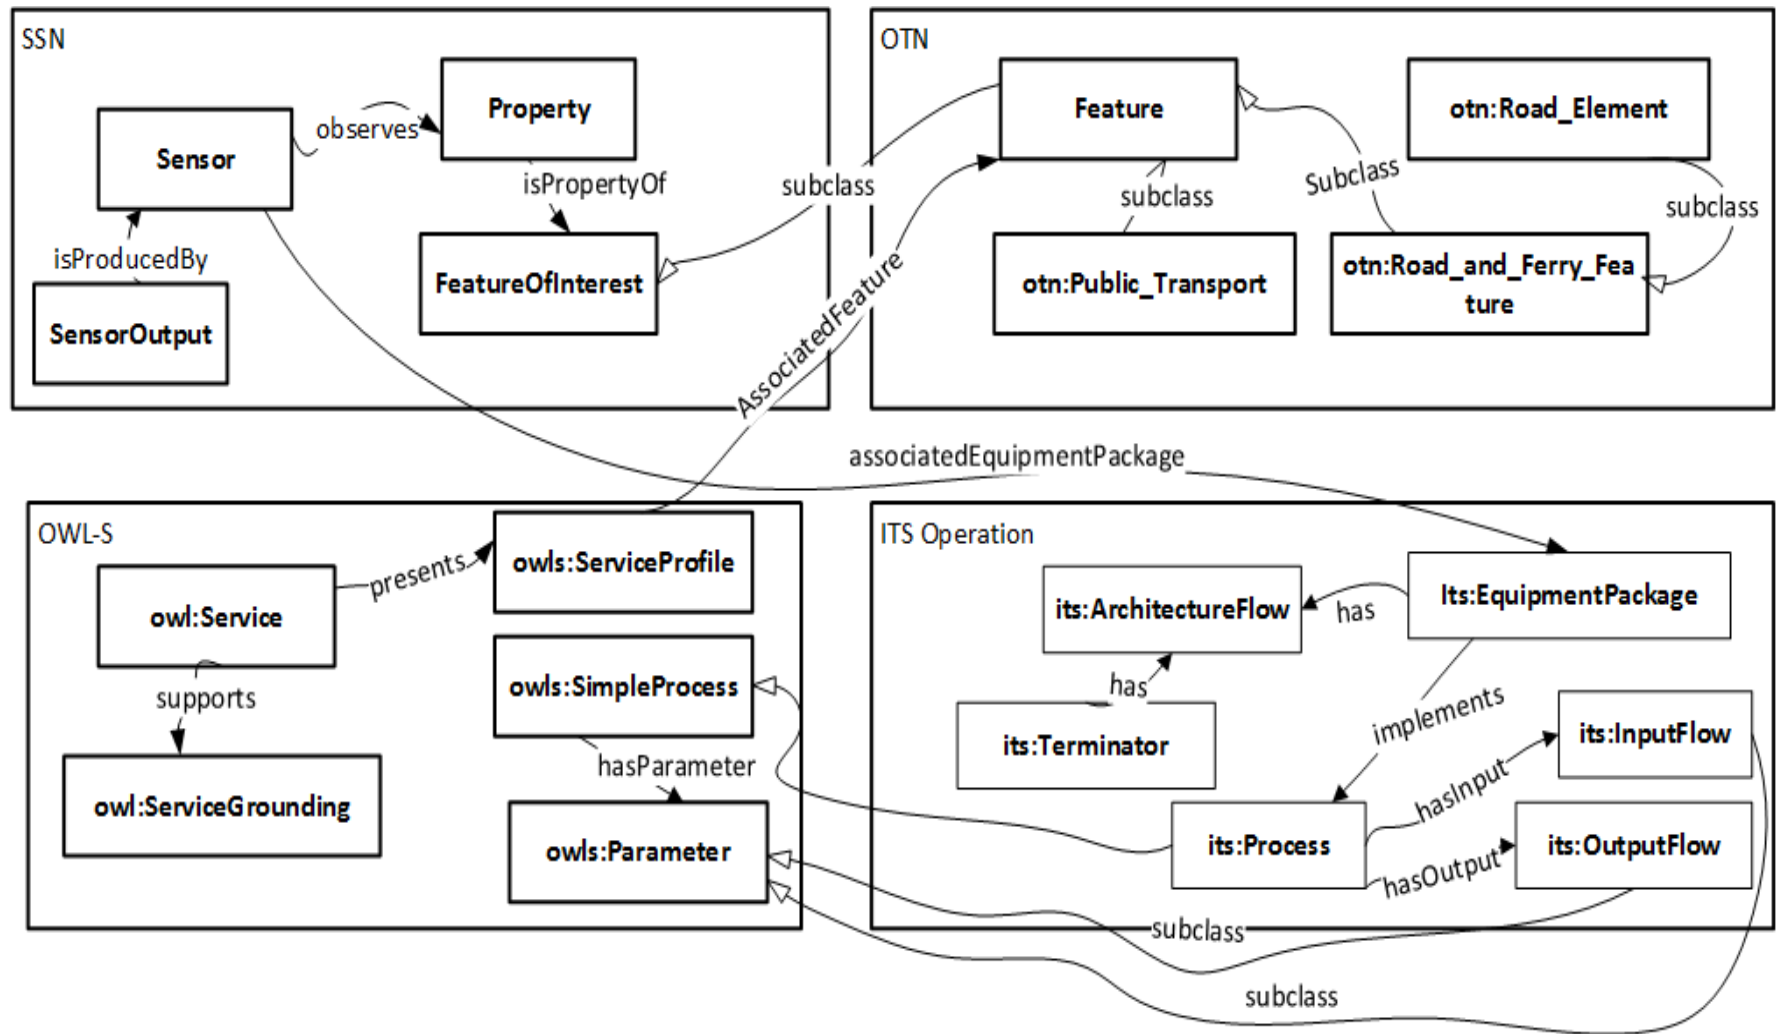 SSN
Property
observes
Sensor
isPropertyOf
isProducedBy
FeatureOfInterest
SensorOutput
subclass
OTN
Feature
otn:Road_Element
subclass
Subclass
subclass
otn:Public_Transport
otn:Road_and_Ferry_Fea
ture
AssociatedFeature
associatedEquipmentPackage
OWL-S
owls:ServiceProfile
presents
owl:Service
owls:SimpleProcess
supports
hasParameter
owl:ServiceGrounding
owls:Parameter
ITS Operation
its:ArchitectureFlow
has
Its:EquipmentPackage
has
implements
its:Terminator
its:InputFlow
hasInput
its:Process
its:OutputFlow
hasOutput
subclass
subclass